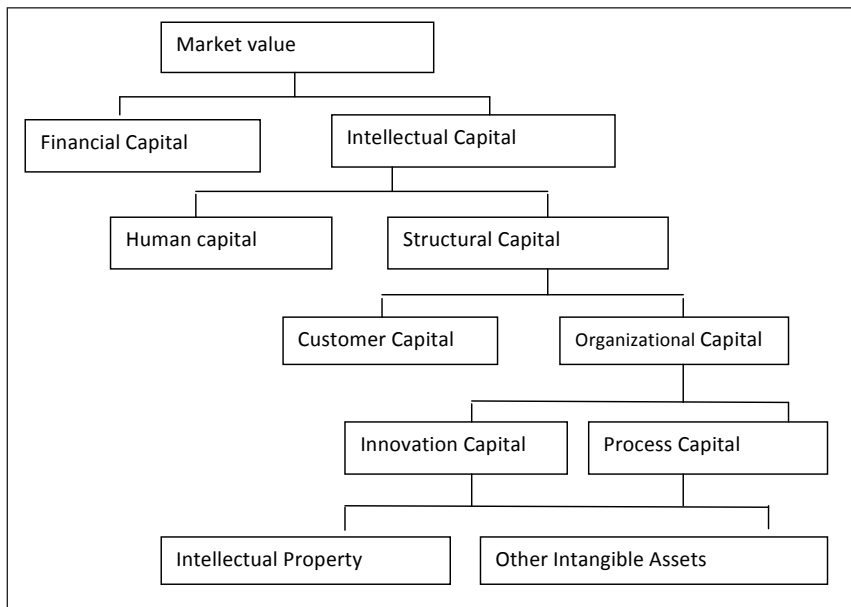 Market value
Financial Capital
Intellectual Capital
Human capital
Structural Capital
Customer Capital
Organizational Capital
Innovation Capital
Process Capital
Intellectual Property
Other Intangible Assets